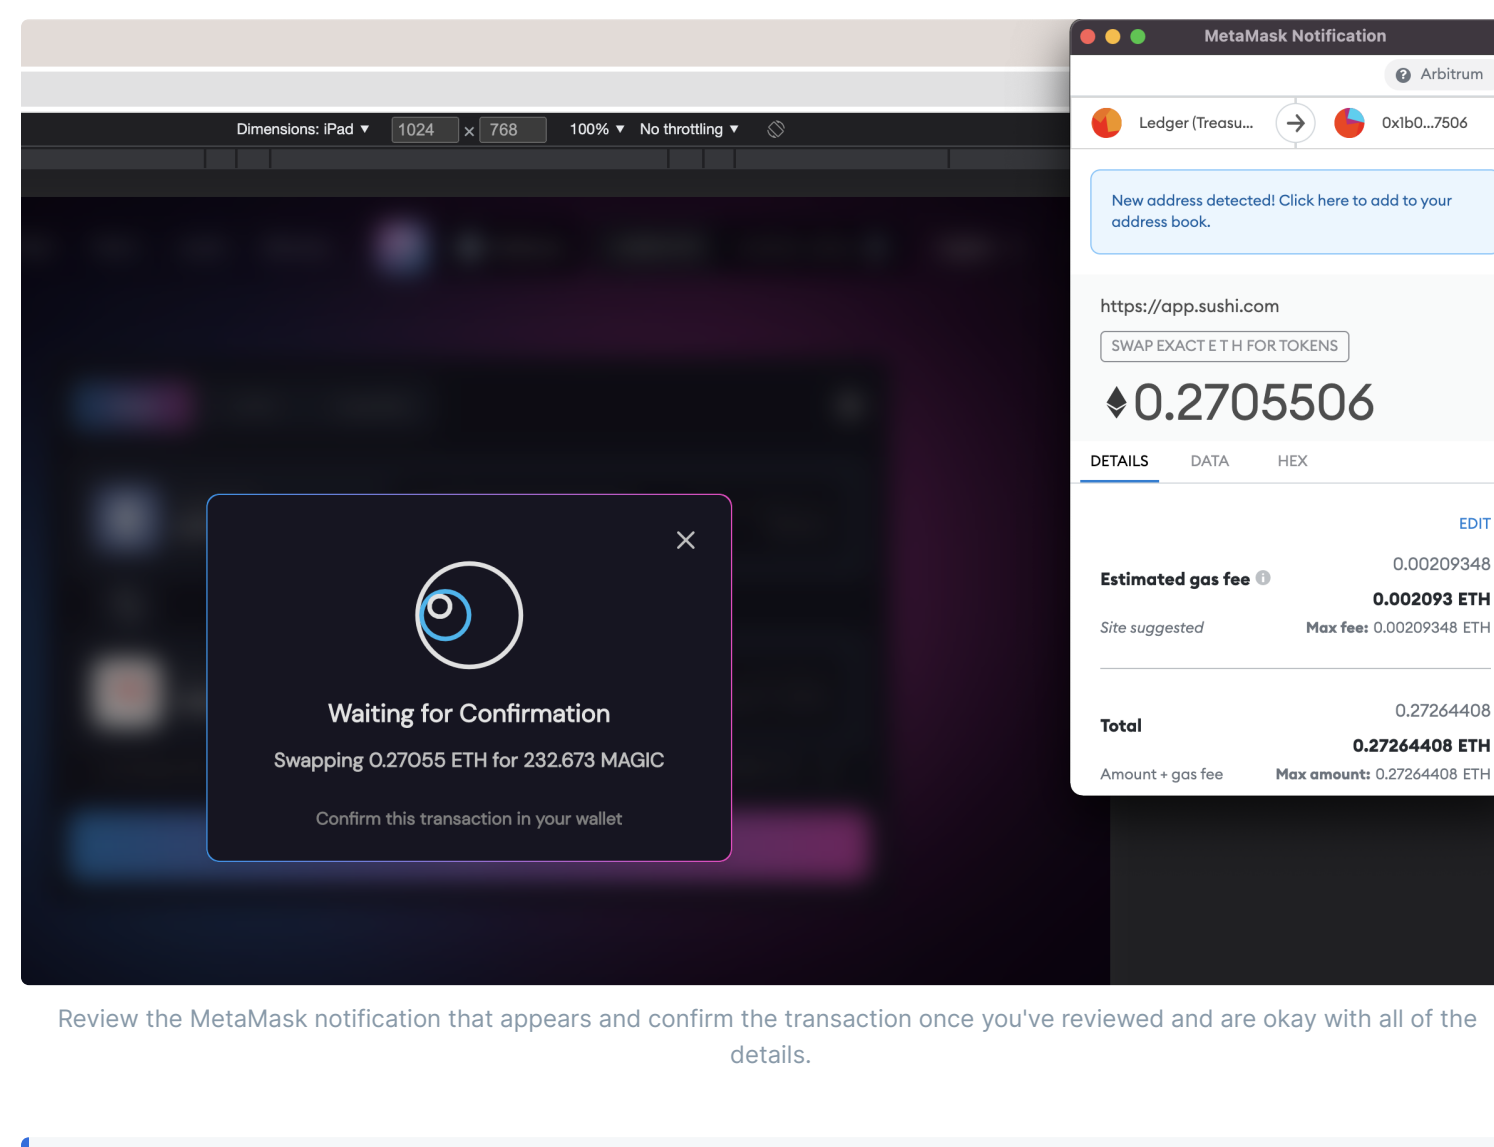 MetaMask Notification
Arbitrum
Dimensions: iPad ▼ 1024 × 768 100% ▼ No throttling ▼
Ledger (Treasu... 0x1b0...7506
New address detected! Click here to add to your
address book.
https://app.sushi.com
SWAP EXACT E T H FOR TOKENS
0.2705506
DETAILS DATA HEX
EDIT
0.00209348
Estimated gas fee
0.002093 ETH
Site suggested Max fee: 0.00209348 ETH
0.27264408
Total
0.27264408 ETH
Amount + gas fee Max amount: 0.27264408 ETH
Waiting for Confirmation
Swapping 0.27055 ETH for 232.673 MAGIC
Confirm this transaction in your wallet
Review the MetaMask notification that appears and confirm the transaction once you've reviewed and are okay with all of the
details.